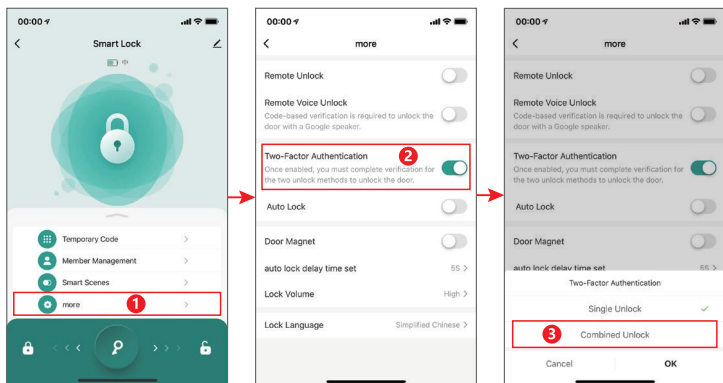 00:00
Smart Lock
Temporary Code
Member Management
Smart Scenes
more
1
00:00
more
Remote Unlock
Remote Voice Unlock
Code-based verification is required to unlock the
door with a Google speaker.
Two-Factor Authentication
2
Once enabled, you must complete verification for
the two unlock methods to unlock the door.
Auto Lock
Door Magnet
auto lock delay time set
5S
Lock Volume
High
Lock Language
Simplified Chinese
00:00
more
Remote Unlock
Remote Voice Unlock
Code-based verification is required to unlock the
door with a Google speaker.
Two-Factor Authentication
Once enabled, you must complete verification for
the two unlock methods to unlock the door.
Auto Lock
Door Magnet
auto lock delay time set
5S
Two-Factor Authentication
Single Unlock
3
Combined Unlock
Cancel
OK